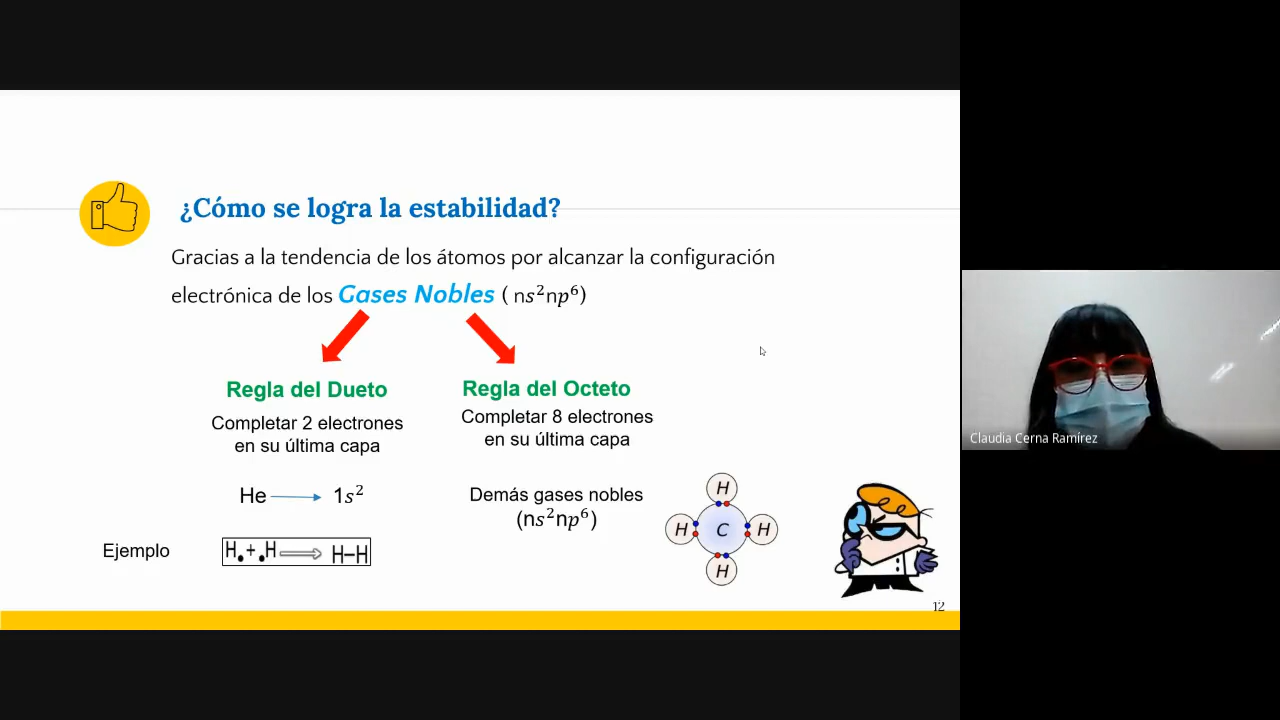 ¿Cómo se logra la estabilidad?
Gracias a la tendencia de los átomos por alcanzar la configuración
electrónica de los Gases Nobles ( ns²np⁶)
Regla del Dueto
Completar 2 electrones
en su última capa
He → 1s²
Ejemplo
H. + .H ⟹ H–H
Regla del Octeto
Completar 8 electrones
en su última capa
Demás gases nobles
(ns²np⁶)
H
H C H
H
12
Claudia Cerna Ramírez